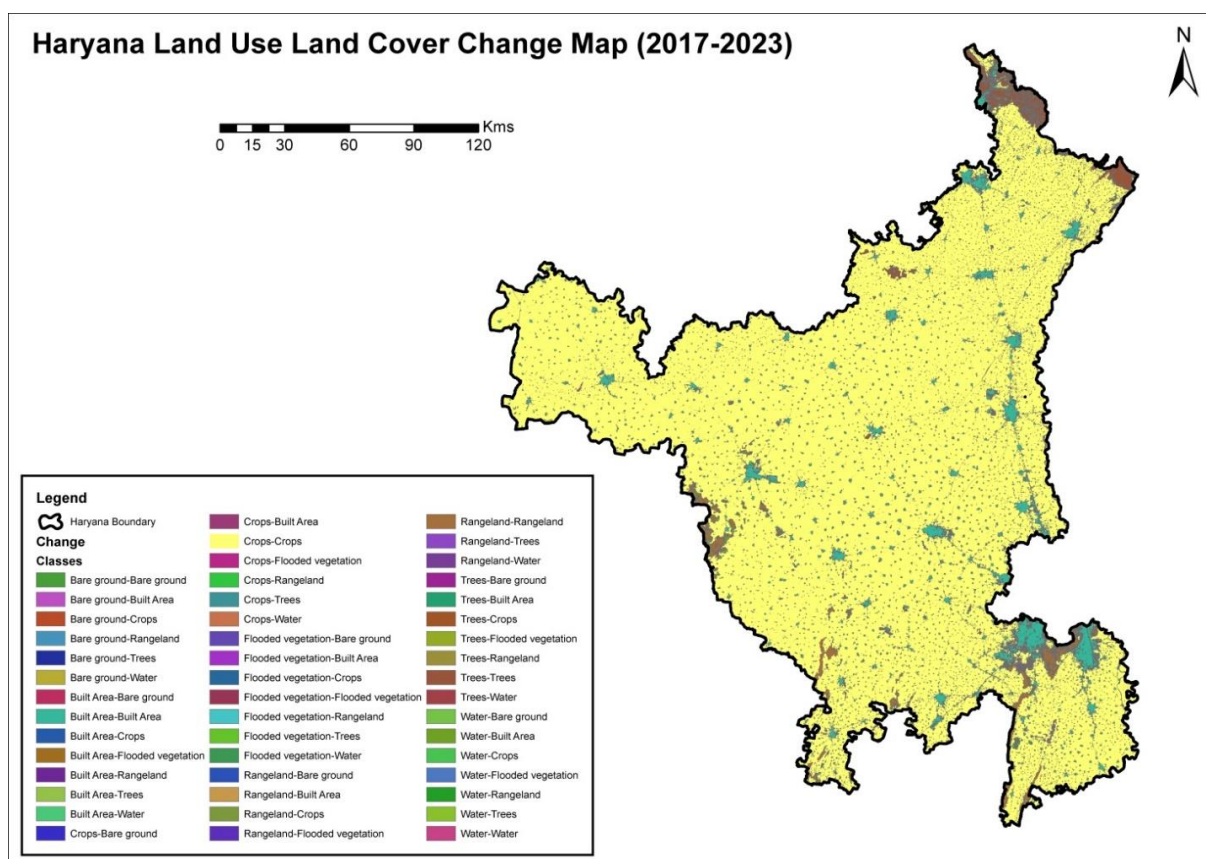 Haryana Land Use Land Cover Change Map (2017-2023)
N
Kms
0 15 30 60 90 120
Legend
Haryana Boundary
Change
Classes
Bare ground-Bare ground
Bare ground-Built Area
Bare ground-Crops
Bare ground-Rangeland
Bare ground-Trees
Bare ground-Water
Built Area-Bare ground
Built Area-Built Area
Built Area-Crops
Built Area-Flooded vegetation
Built Area-Rangeland
Built Area-Trees
Built Area-Water
Crops-Bare ground
Crops-Built Area
Crops-Crops
Crops-Flooded vegetation
Crops-Rangeland
Crops-Trees
Crops-Water
Flooded vegetation-Bare ground
Flooded vegetation-Built Area
Flooded vegetation-Crops
Flooded vegetation-Flooded vegetation
Flooded vegetation-Rangeland
Flooded vegetation-Trees
Flooded vegetation-Water
Rangeland-Bare ground
Rangeland-Built Area
Rangeland-Crops
Rangeland-Flooded vegetation
Rangeland-Rangeland
Rangeland-Trees
Rangeland-Water
Trees-Bare ground
Trees-Built Area
Trees-Crops
Trees-Flooded vegetation
Trees-Rangeland
Trees-Trees
Trees-Water
Water-Bare ground
Water-Built Area
Water-Crops
Water-Flooded vegetation
Water-Rangeland
Water-Trees
Water-Water